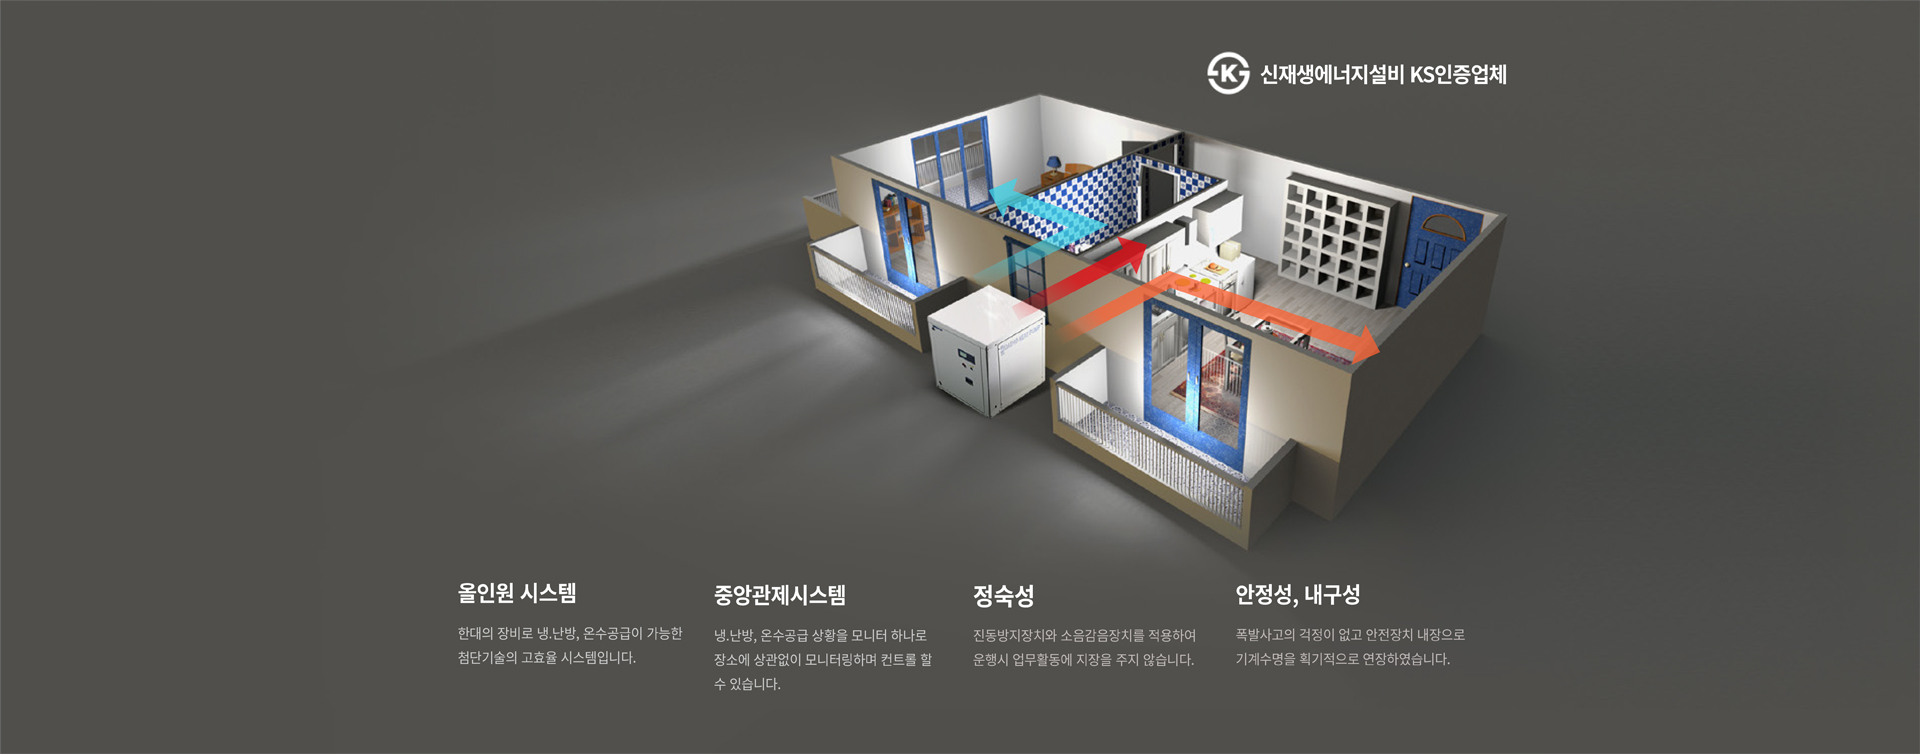 신재생에너지설비 KS인증업체
올인원 시스템
한대의 장비로 냉.난방, 온수공급이 가능한
첨단기술의 고효율 시스템입니다.
중앙관제시스템
냉.난방, 온수공급 상황을 모니터 하나로
장소에 상관없이 모니터링하며 컨트롤 할
수 있습니다.
정숙성
진동방지장치와 소음감음장치를 적용하여
운행시 업무활동에 지장을 주지 않습니다.
안정성, 내구성
폭발사고의 걱정이 없고 안전장치 내장으로
기계수명을 획기적으로 연장하였습니다.